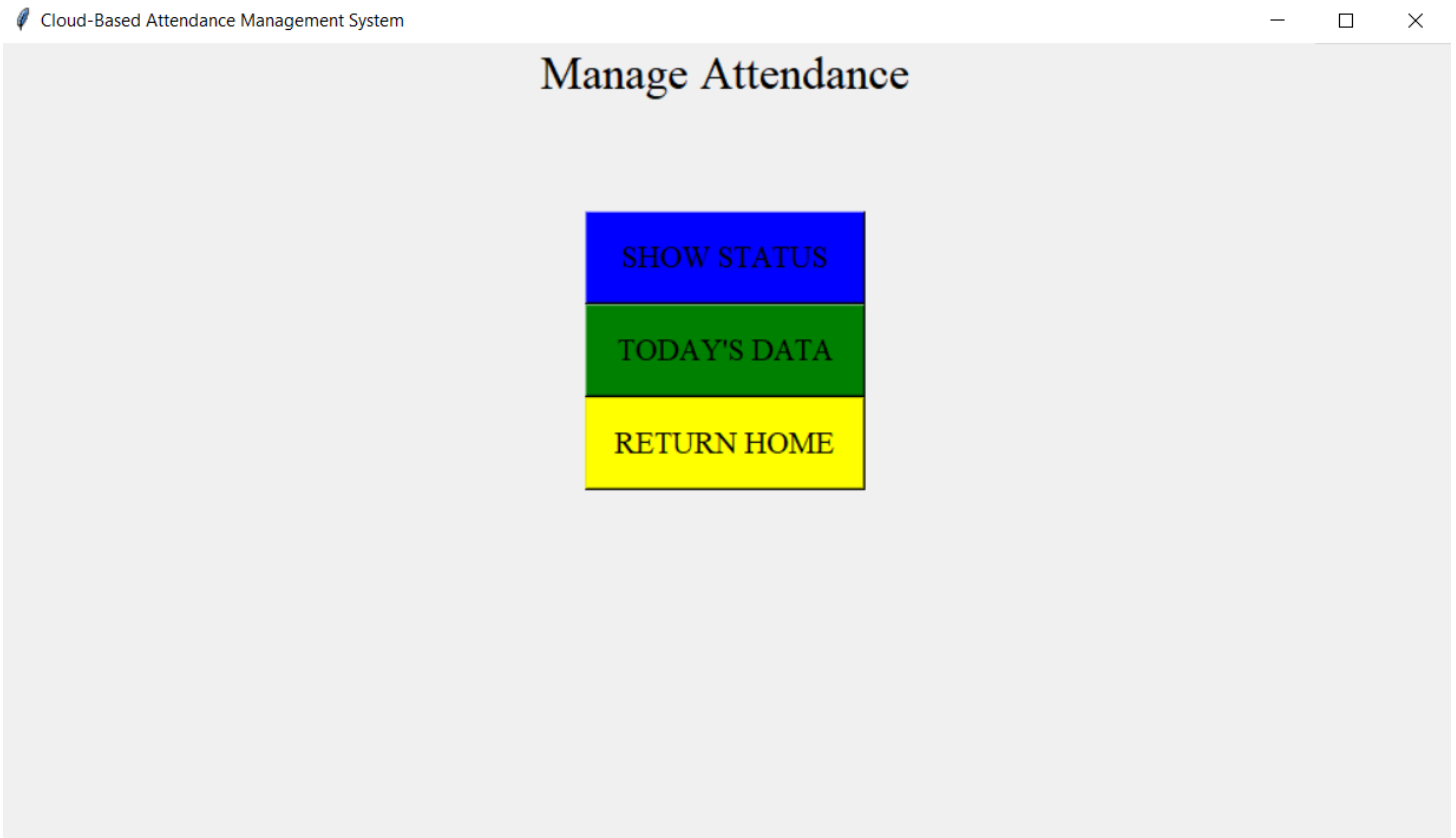 Cloud-Based Attendance Management System
Manage Attendance
SHOW STATUS
TODAY'S DATA
RETURN HOME